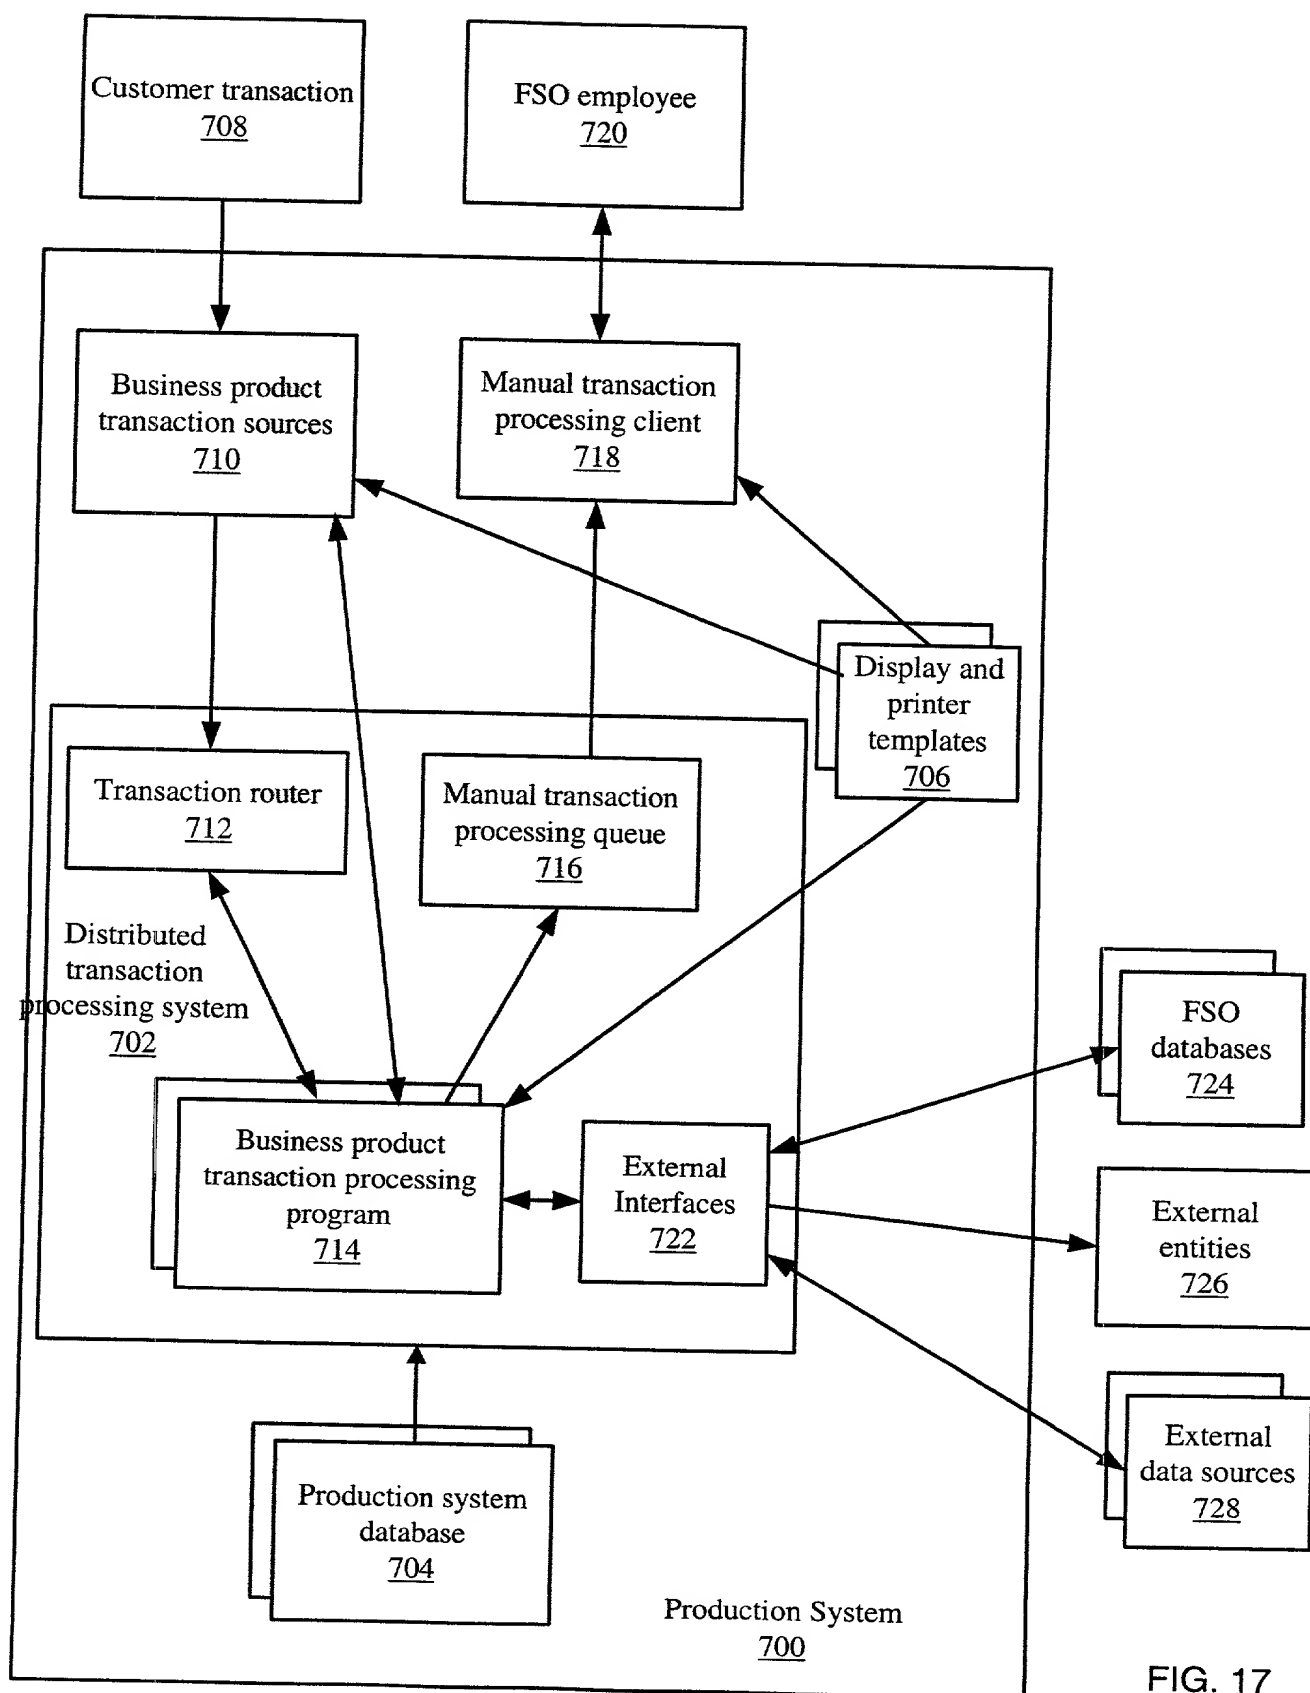 Customer transaction
708
FSO employee
720
Business product
transaction sources
710
Manual transaction
processing client
718
Display and
printer
templates
706
Transaction router
712
Manual transaction
processing queue
716
Distributed
transaction
processing system
702
FSO
databases
724
Business product
transaction processing
program
714
External
Interfaces
722
External
entities
726
External
data sources
728
Production system
database
704
Production System
700
FIG. 17